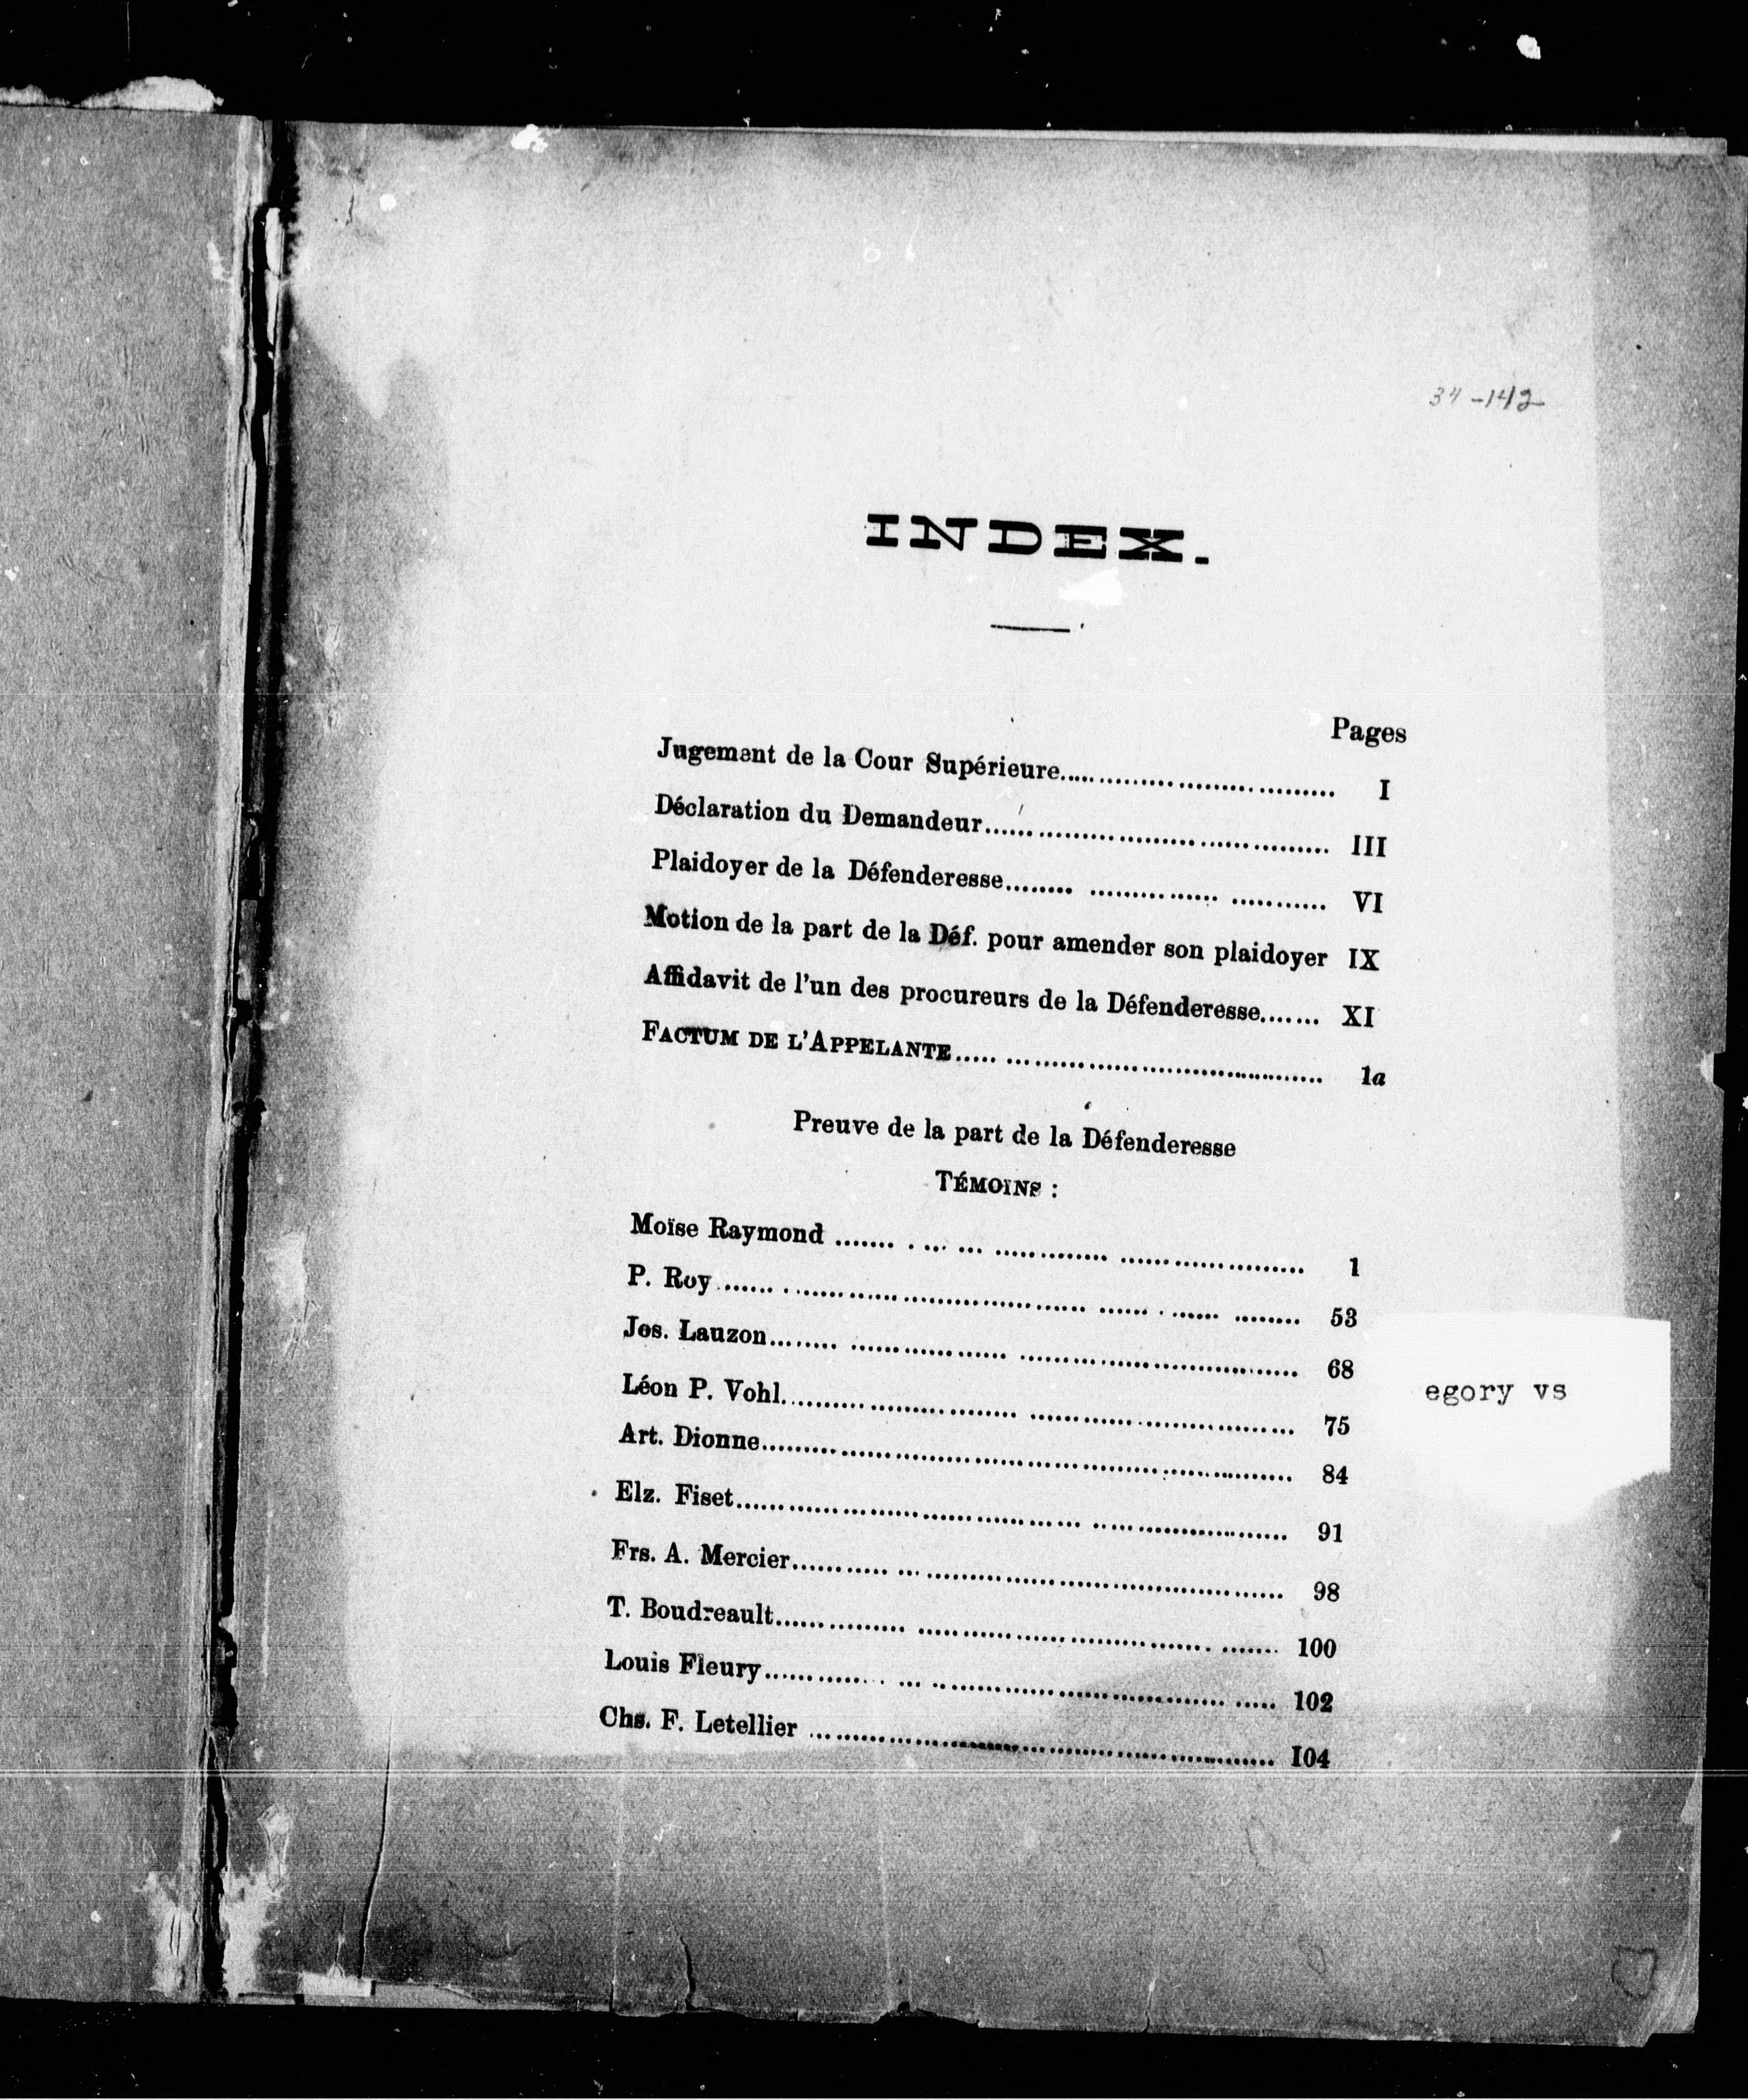 34-142
INDEX.
Pages
Jugement de la Cour Supérieure.................................................. I
Déclaration du Demandeur.................................................. III
Plaidoyer de la Défenderesse........ ................ ........... VI
Motion de la part de la Déf. pour amender son plaidoyer IX
Affidavit de l'un des procureurs de la Défenderesse....... XI
FACTUM DE L'APPELANTE..... ........................................ 1a
Preuve de la part de la Défenderesse
TÉMOINS :
Moïse Raymond ....... . ... ... ............. ...................... 1
P. Roy ...... . .................................. ...... . ...... ........ 53
Jos. Lauzon........ .................. ................................ 68
Léon P. Vohl........................... .............................. 75
egory vs
Art. Dionne............................................................ 84
Elz. Fiset....................................... ..... ................. 91
Frs. A. Mercier........... ... ........................................ 98
T. Boudreault............... ................................. ....... 100
Louis Fleury........... . ... .. ................................ ..... 102
Chs. F. Letellier ..................................................... 104